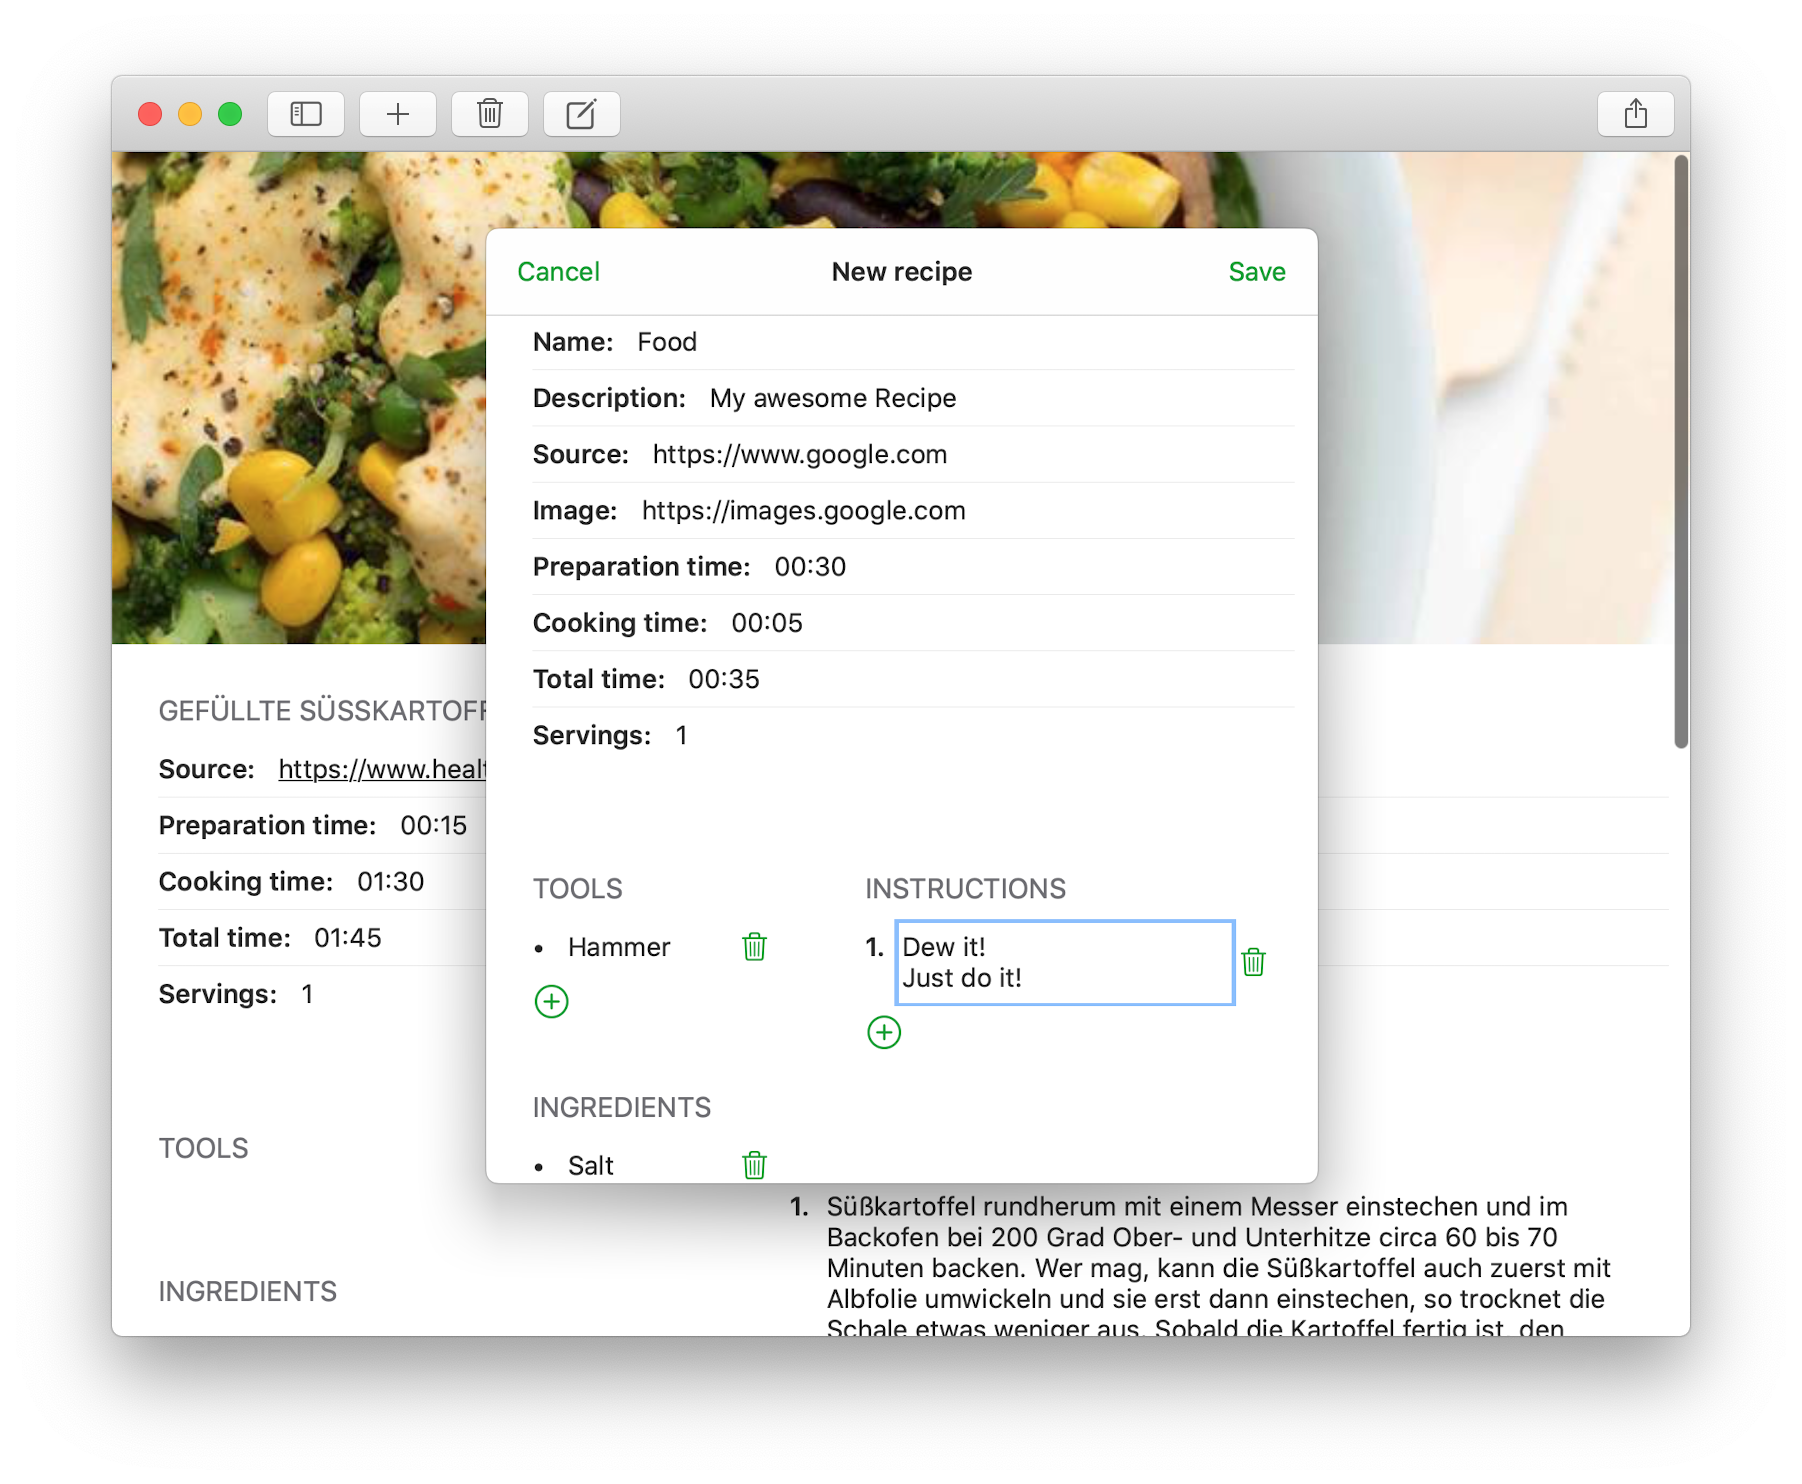 Cancel New recipe Save
Name: Food
Description: My awesome Recipe
Source: https://www.google.com
Image: https://images.google.com
Preparation time: 00:30
Cooking time: 00:05
Total time: 00:35
Servings: 1
TOOLS
• Hammer
INSTRUCTIONS
1. Dew it!
Just do it!
INGREDIENTS
• Salt
GEFÜLLTE SÜSSKARTOFF
Source: https://www.healt
Preparation time: 00:15
Cooking time: 01:30
Total time: 01:45
Servings: 1
TOOLS
INGREDIENTS
1. Süßkartoffel rundherum mit einem Messer einstechen und im
Backofen bei 200 Grad Ober- und Unterhitze circa 60 bis 70
Minuten backen. Wer mag, kann die Süßkartoffel auch zuerst mit
Albfolie umwickeln und sie erst dann einstechen, so trocknet die
Schale etwas weniger aus. Sobald die Kartoffel fertig ist, den